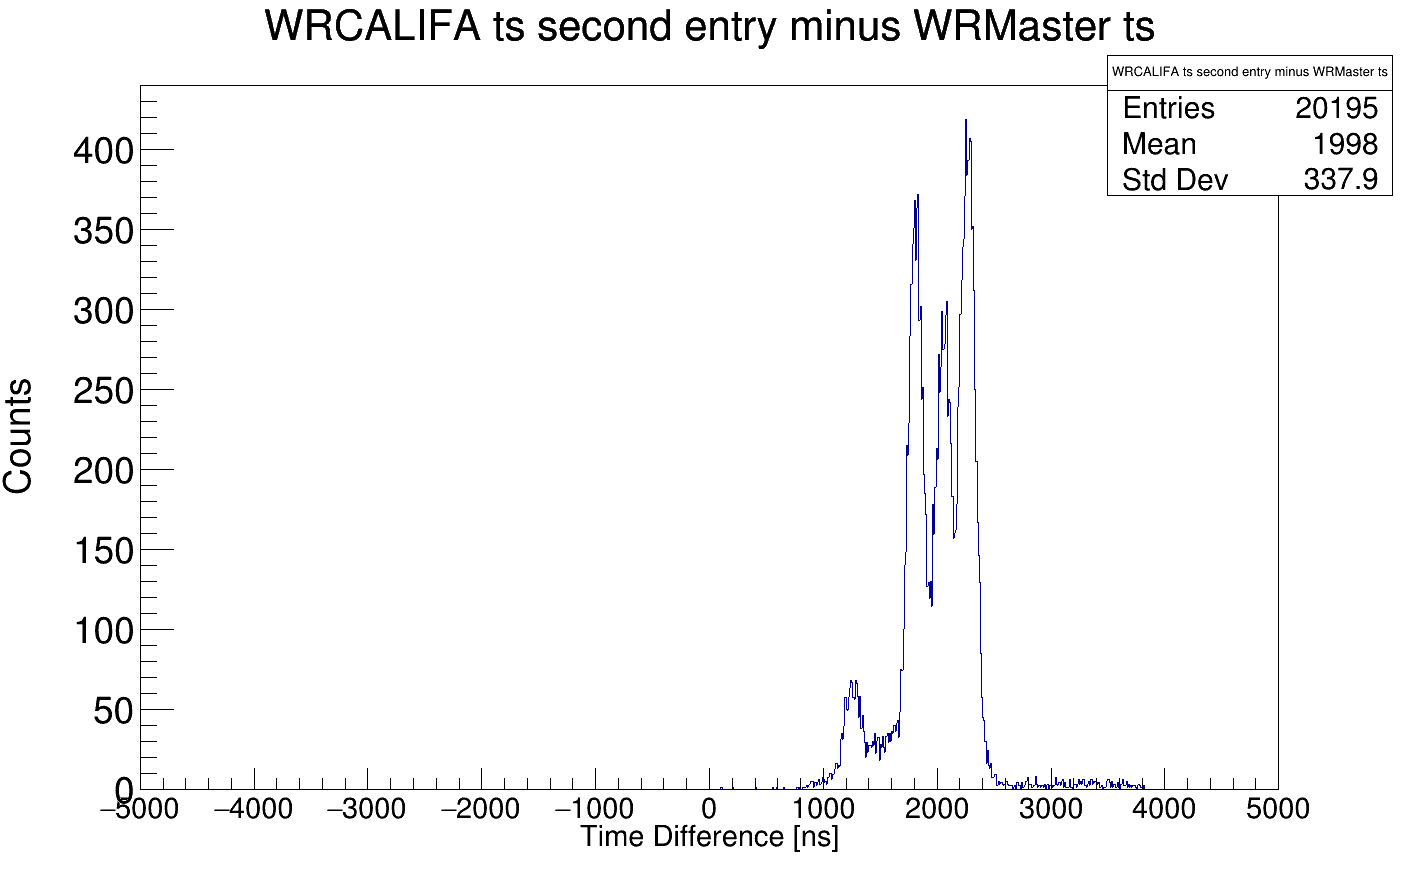 WRCALIFA ts second entry minus WRMaster ts
WRCALIFA ts second entry minus WRMaster ts
Entries 20195
Mean 1998
Std Dev 337.9
400
350
300
250
200
150
100
50
0
Counts
−5000 −4000 −3000 −2000 −1000 0 1000 2000 3000 4000 5000
Time Difference [ns]